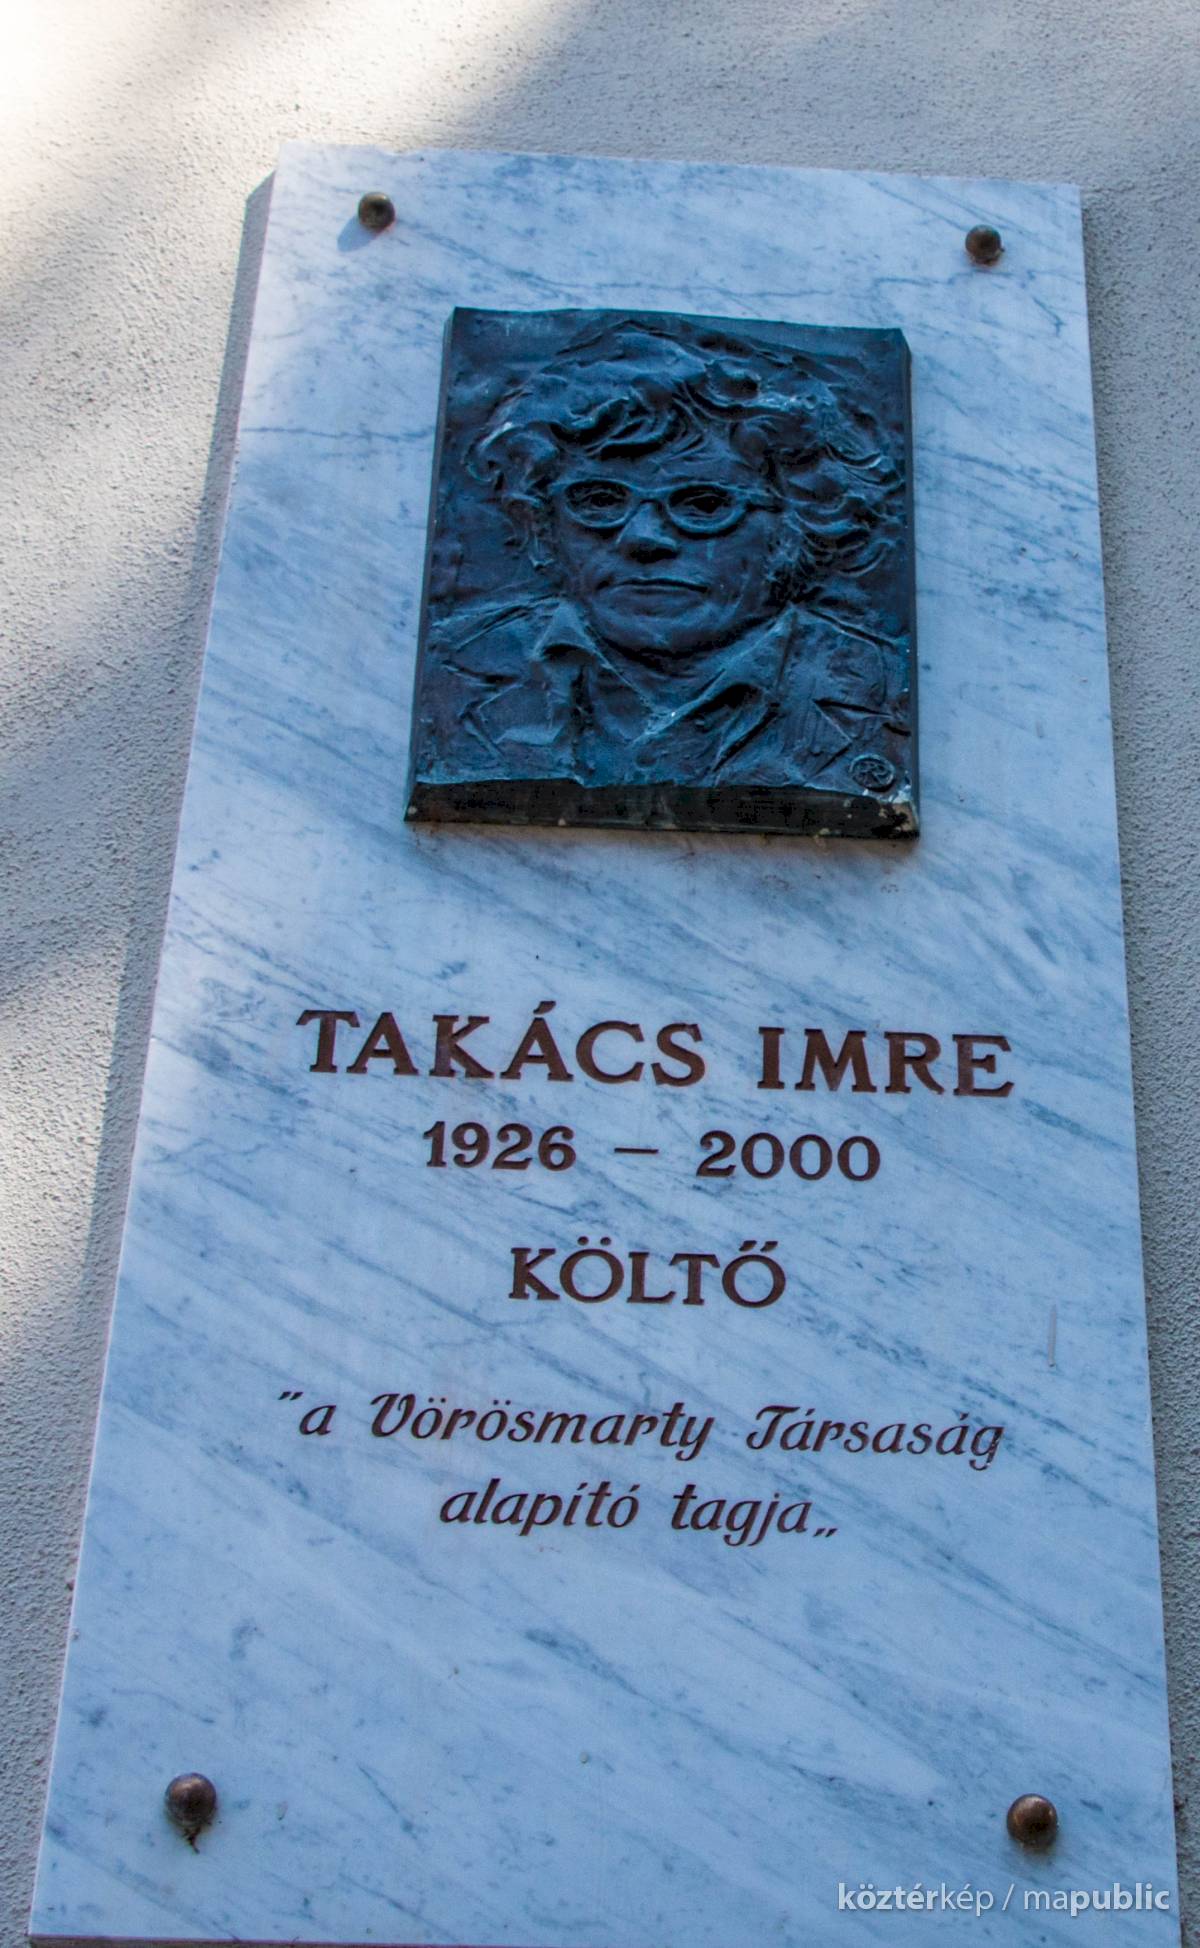 TAKÁCS IMRE
1926 – 2000
KÖLTŐ
"a Vörösmarty Társaság
alapító tagja„
köztérkép / mapublic